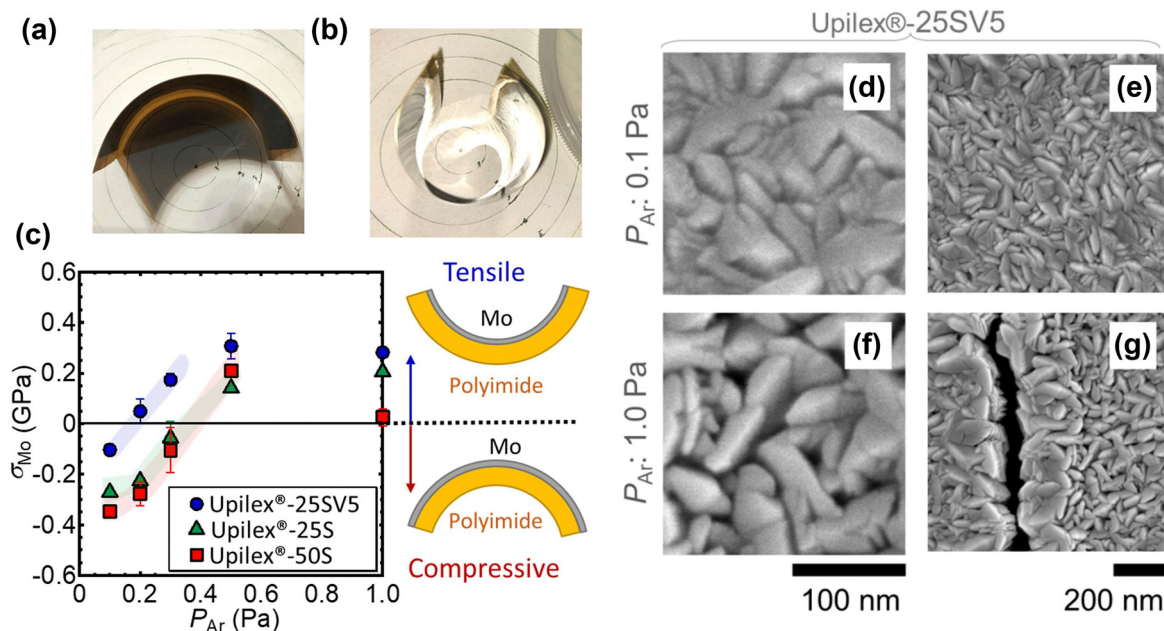 (a)
(b)
(c)
0.6
0.4
0.2
0
-0.2
-0.4
-0.6
σMo (GPa)
0
0.2
0.4
0.6
0.8
1.0
PAr (Pa)
Upilex®-25SV5
Upilex®-25S
Upilex®-50S
Tensile
Mo
Polyimide
Mo
Polyimide
Compressive
Upilex®-25SV5
PAr: 0.1 Pa
(d)
(e)
PAr: 1.0 Pa
(f)
(g)
100 nm
200 nm